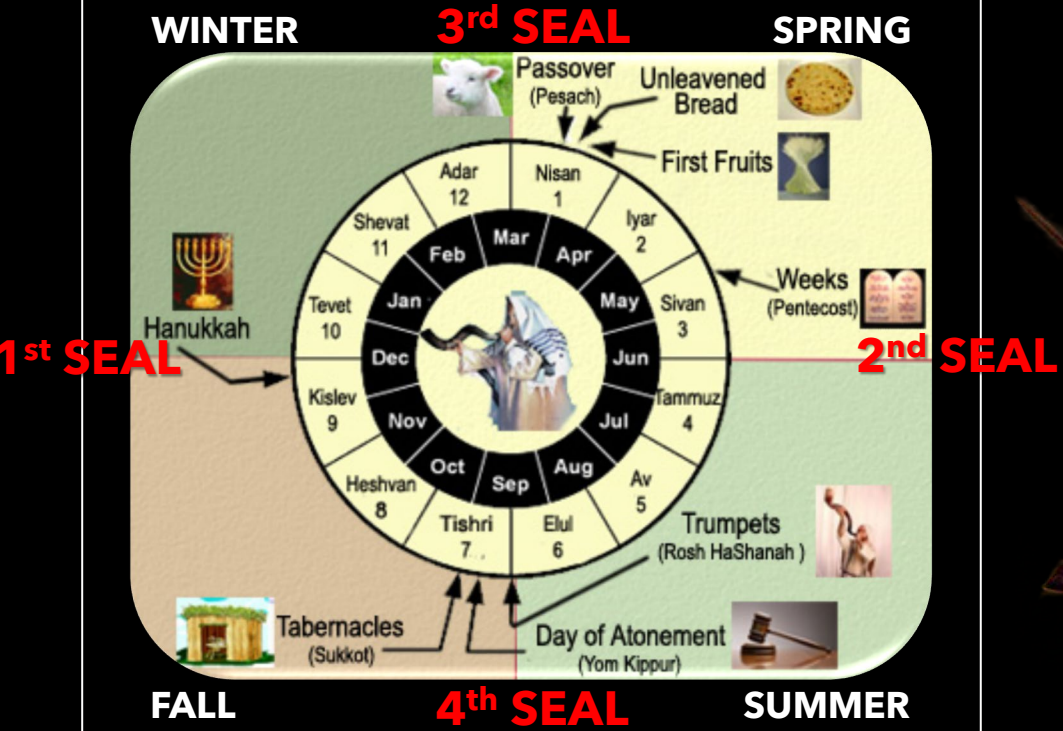 WINTER
3rd SEAL
SPRING
Passover
(Pesach)
Unleavened
Bread
First Fruits
Weeks
(Pentecost)
Hanukkah
1st SEAL
2nd SEAL
Adar
12
Nisan
1
Iyar
2
Sivan
3
Tammuz
4
Av
5
Elul
6
Tishri
7
Heshvan
8
Kislev
9
Tevet
10
Shevat
11
Mar
Apr
May
Jun
Jul
Aug
Sep
Oct
Nov
Dec
Jan
Feb
Trumpets
(Rosh HaShanah )
Tabernacles
(Sukkot)
Day of Atonement
(Yom Kippur)
FALL
4th SEAL
SUMMER